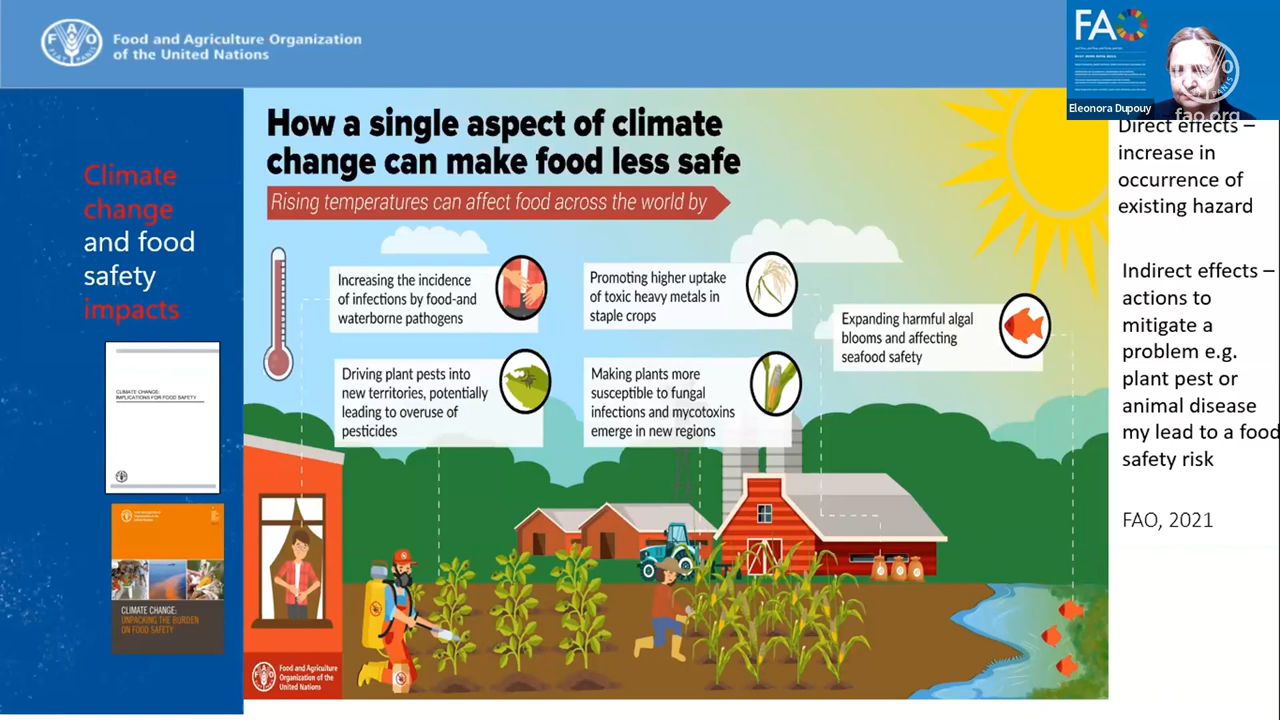 Food and Agriculture Organization
of the United Nations
FAO
Eleonora Dupouy
fao.org
Climate
change
and food
safety
impacts
CLIMATE CHANGE:
IMPLICATIONS FOR FOOD SAFETY
CLIMATE CHANGE:
UNPACKING THE BURDEN
ON FOOD SAFETY
How a single aspect of climate
change can make food less safe
Rising temperatures can affect food across the world by
Increasing the incidence
of infections by food-and
waterborne pathogens
Promoting higher uptake
of toxic heavy metals in
staple crops
Expanding harmful algal
blooms and affecting
seafood safety
Driving plant pests into
new territories, potentially
leading to overuse of
pesticides
Making plants more
susceptible to fungal
infections and mycotoxins
emerge in new regions
Food and Agriculture
Organization of the
United Nations
Direct effects –
increase in
occurrence of
existing hazard
Indirect effects –
actions to
mitigate a
problem e.g.
plant pest or
animal disease
my lead to a food
safety risk
FAO, 2021